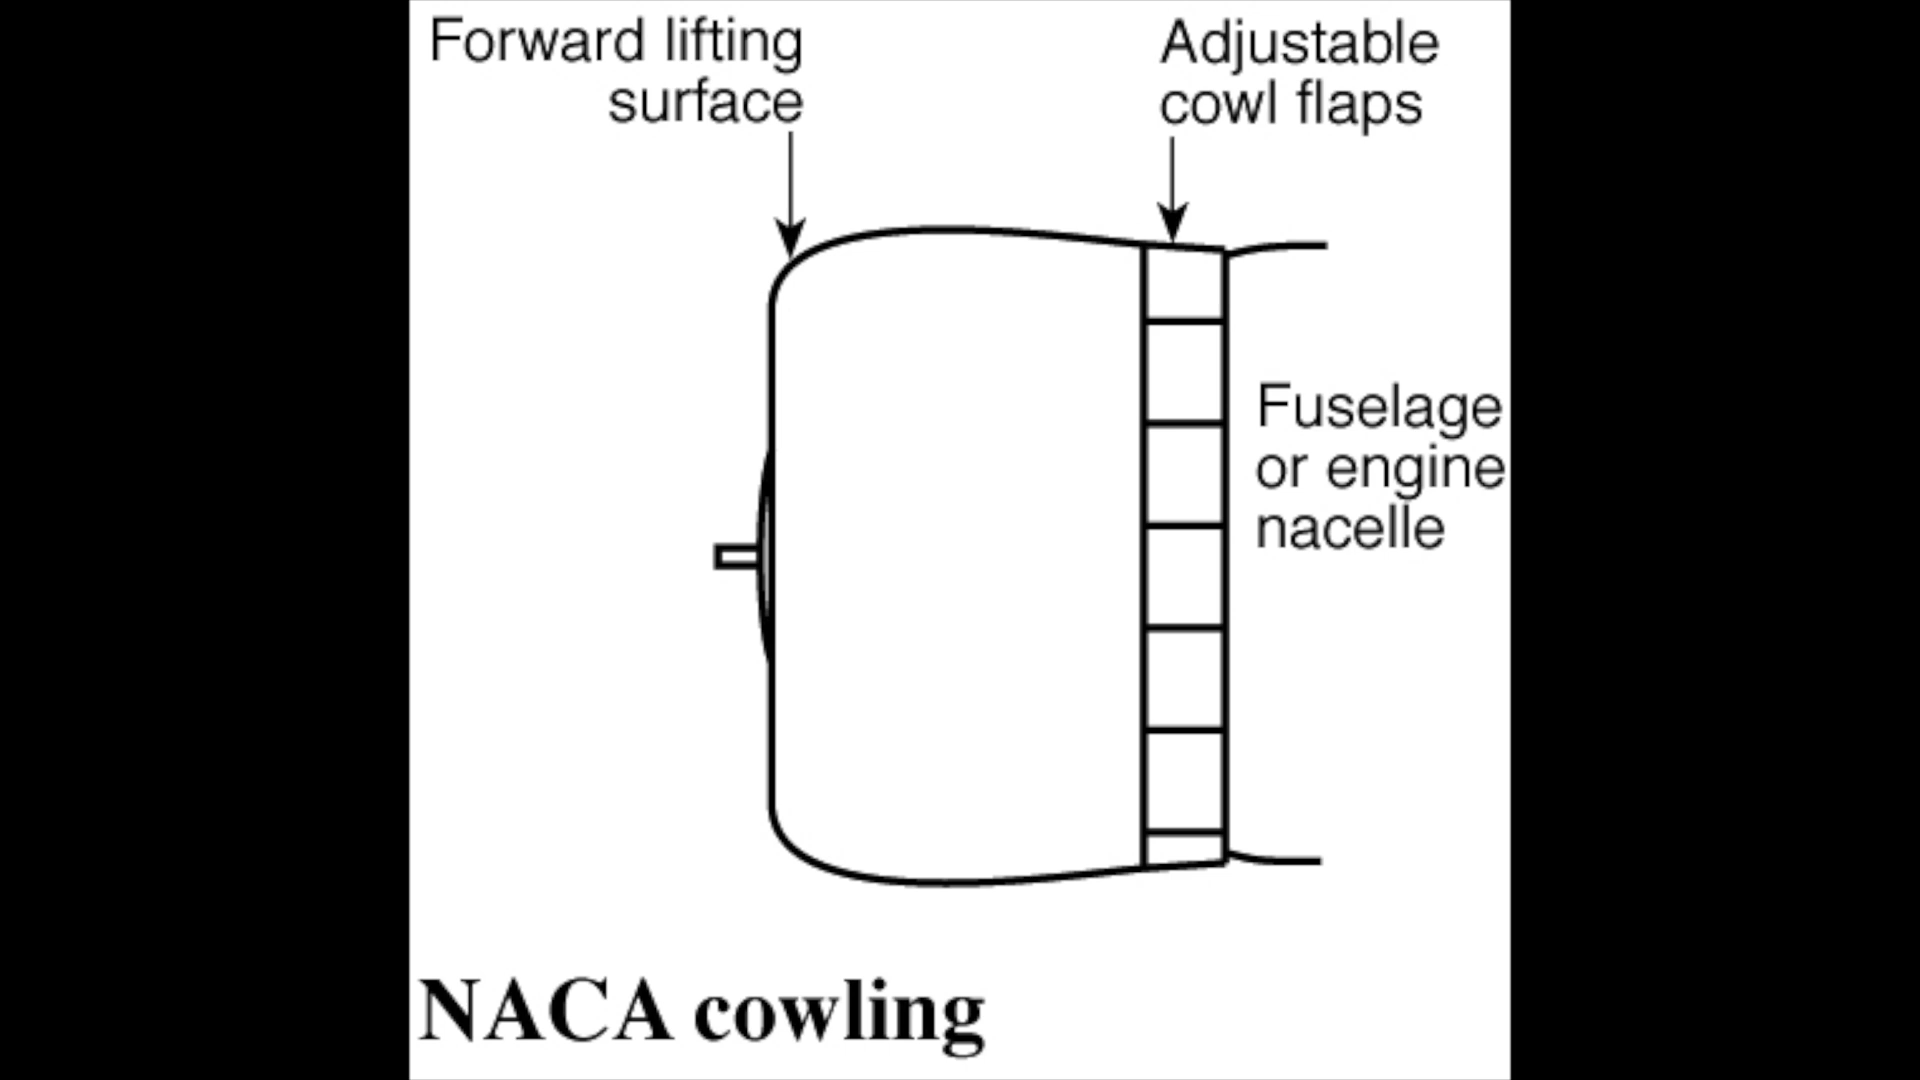 Forward lifting
surface
Adjustable
cowl flaps
Fuselage
or engine
nacelle
NACA cowling